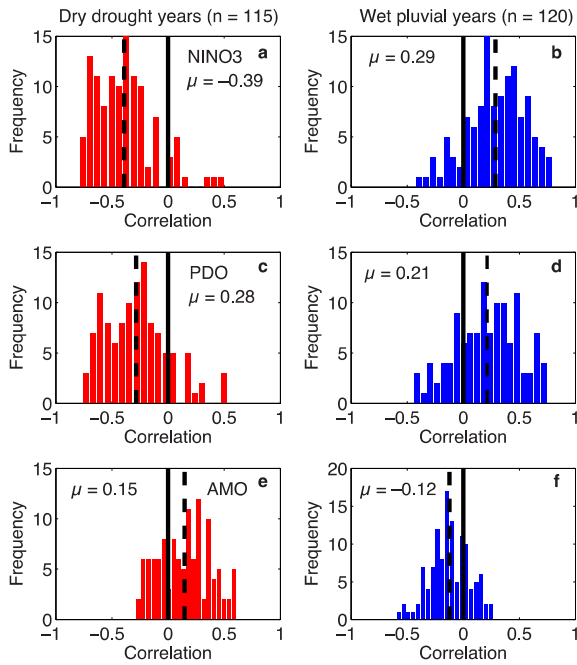 Dry drought years (n = 115)
Wet pluvial years (n = 120)
15
10
5
0
Frequency
a
NINO3
μ = −0.39
−1
−0.5
0
0.5
1
Correlation
15
10
5
0
Frequency
b
μ = 0.29
−1
−0.5
0
0.5
1
Correlation
15
10
5
0
Frequency
c
PDO
μ = 0.28
−1
−0.5
0
0.5
1
Correlation
15
10
5
0
Frequency
d
μ = 0.21
−1
−0.5
0
0.5
1
Correlation
15
10
5
0
Frequency
e
μ = 0.15
AMO
−1
−0.5
0
0.5
1
Correlation
20
15
10
5
0
Frequency
f
μ = −0.12
−1
−0.5
0
0.5
1
Correlation